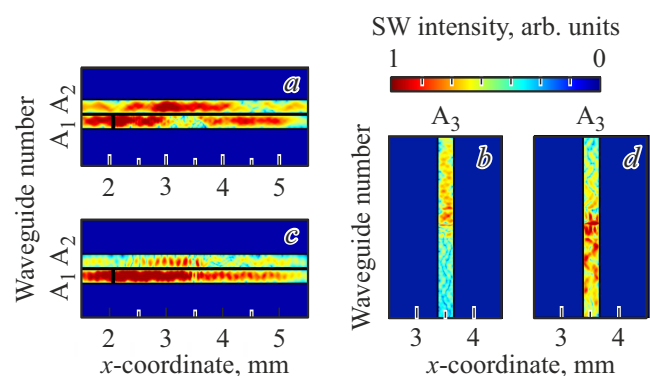 SW intensity, arb. units
1 0
a
A₂
A₁
2 3 4 5
Waveguide number
c
A₂
A₁
2 3 4 5
x-coordinate, mm
A₃ A₃
b d
Waveguide number
3 4 3 4
x-coordinate, mm